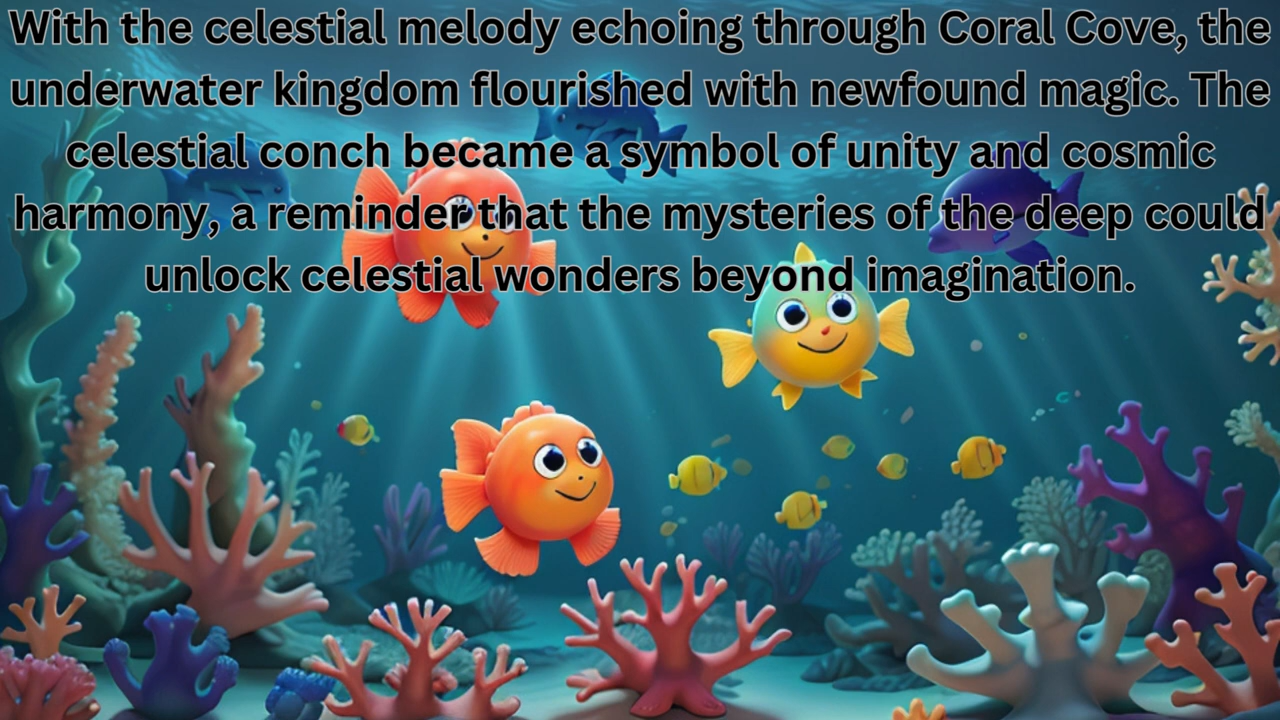 With the celestial melody echoing through Coral Cove, the
underwater kingdom flourished with newfound magic. The
celestial conch became a symbol of unity and cosmic
harmony, a reminder that the mysteries of the deep could
unlock celestial wonders beyond imagination.